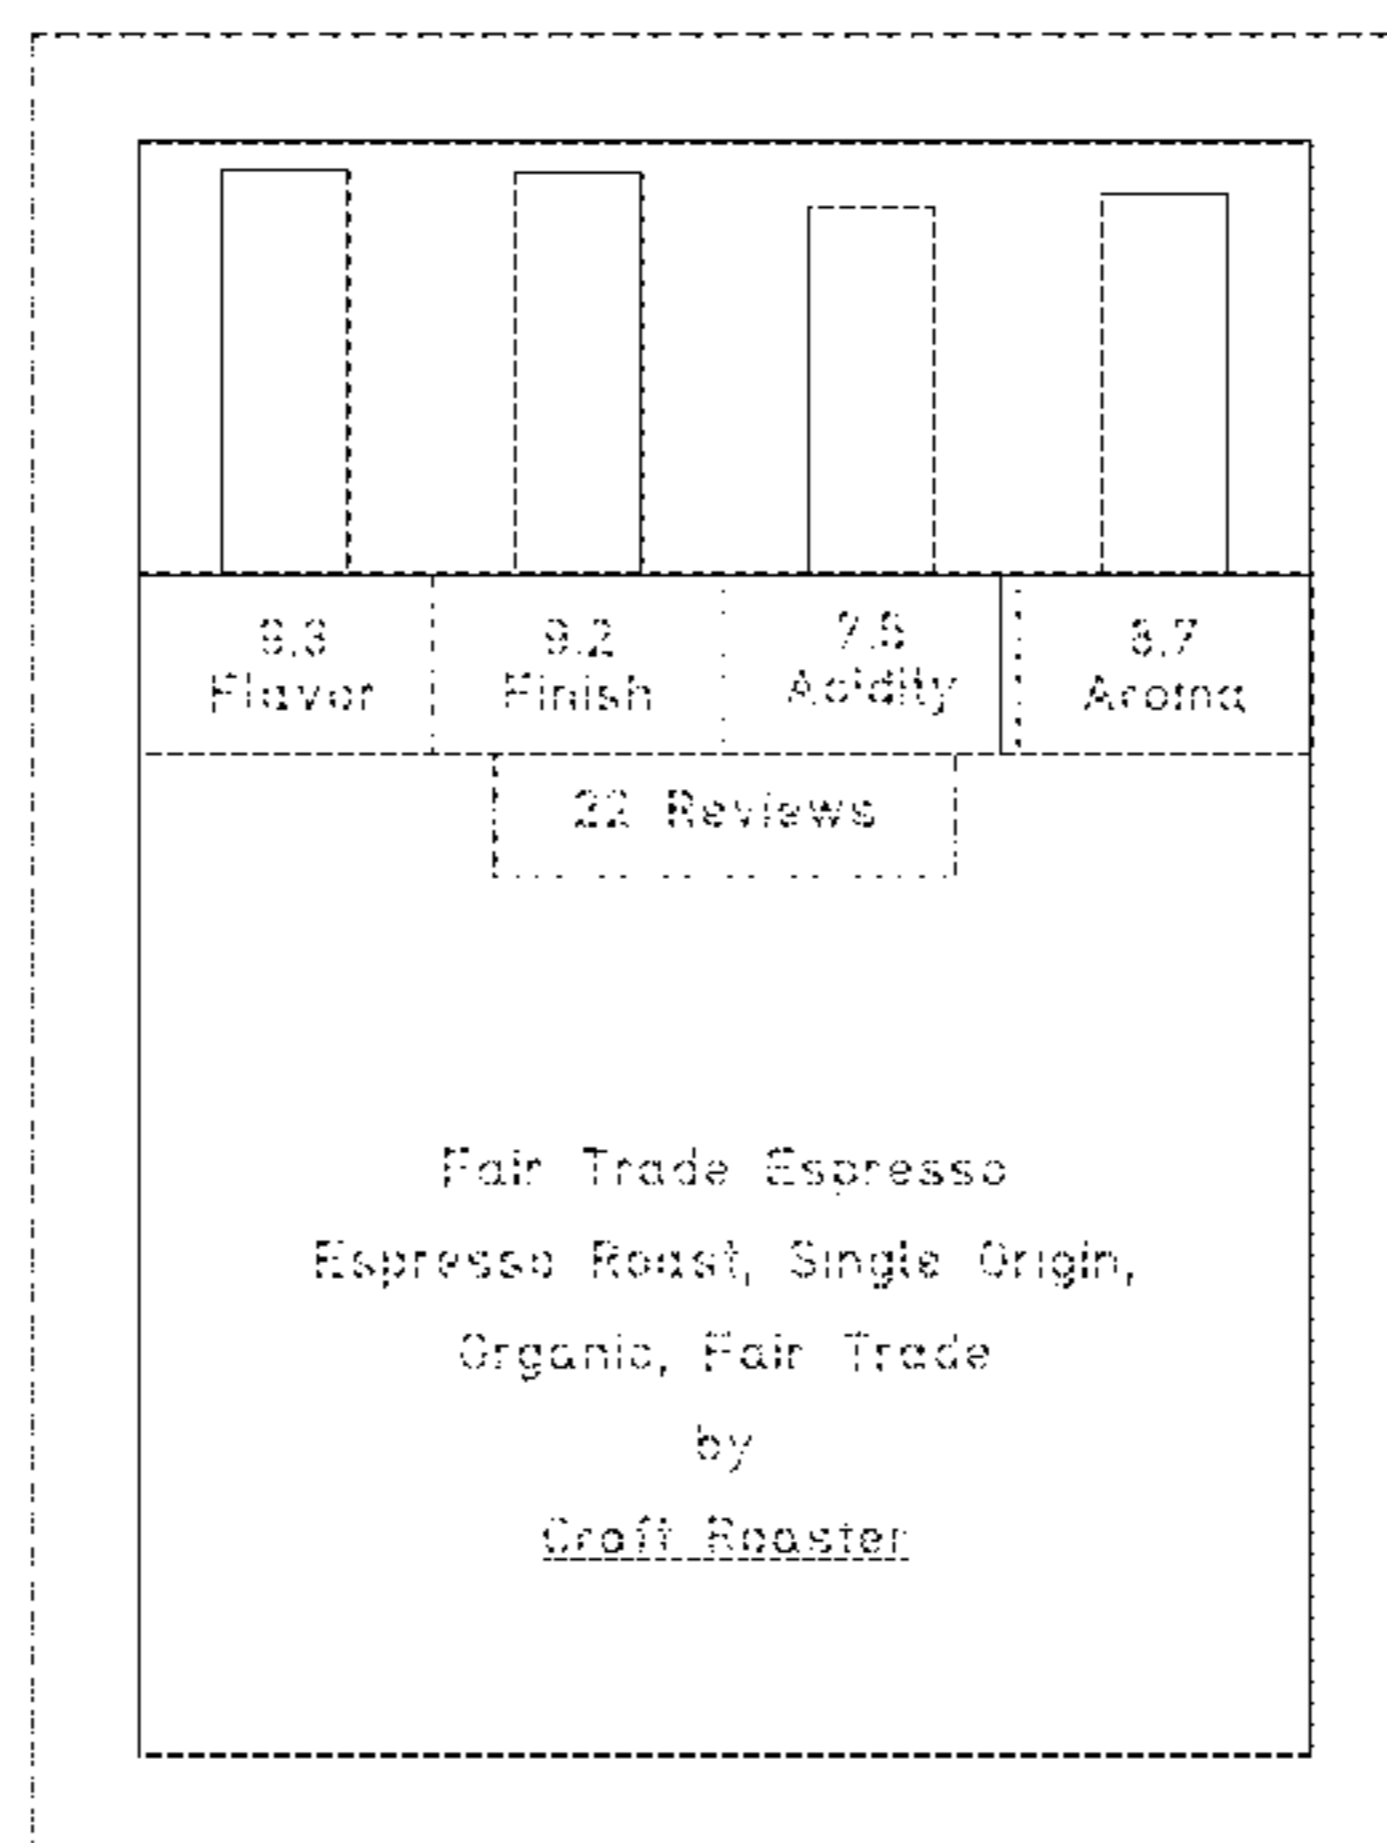 9.3 9.2 7.5 8.7
Flavor Finish Acidity Aroma
22 Reviews
Fair Trade Espresso
Espresso Roast, Single Origin,
Organic, Fair Trade
by
Craft Roaster